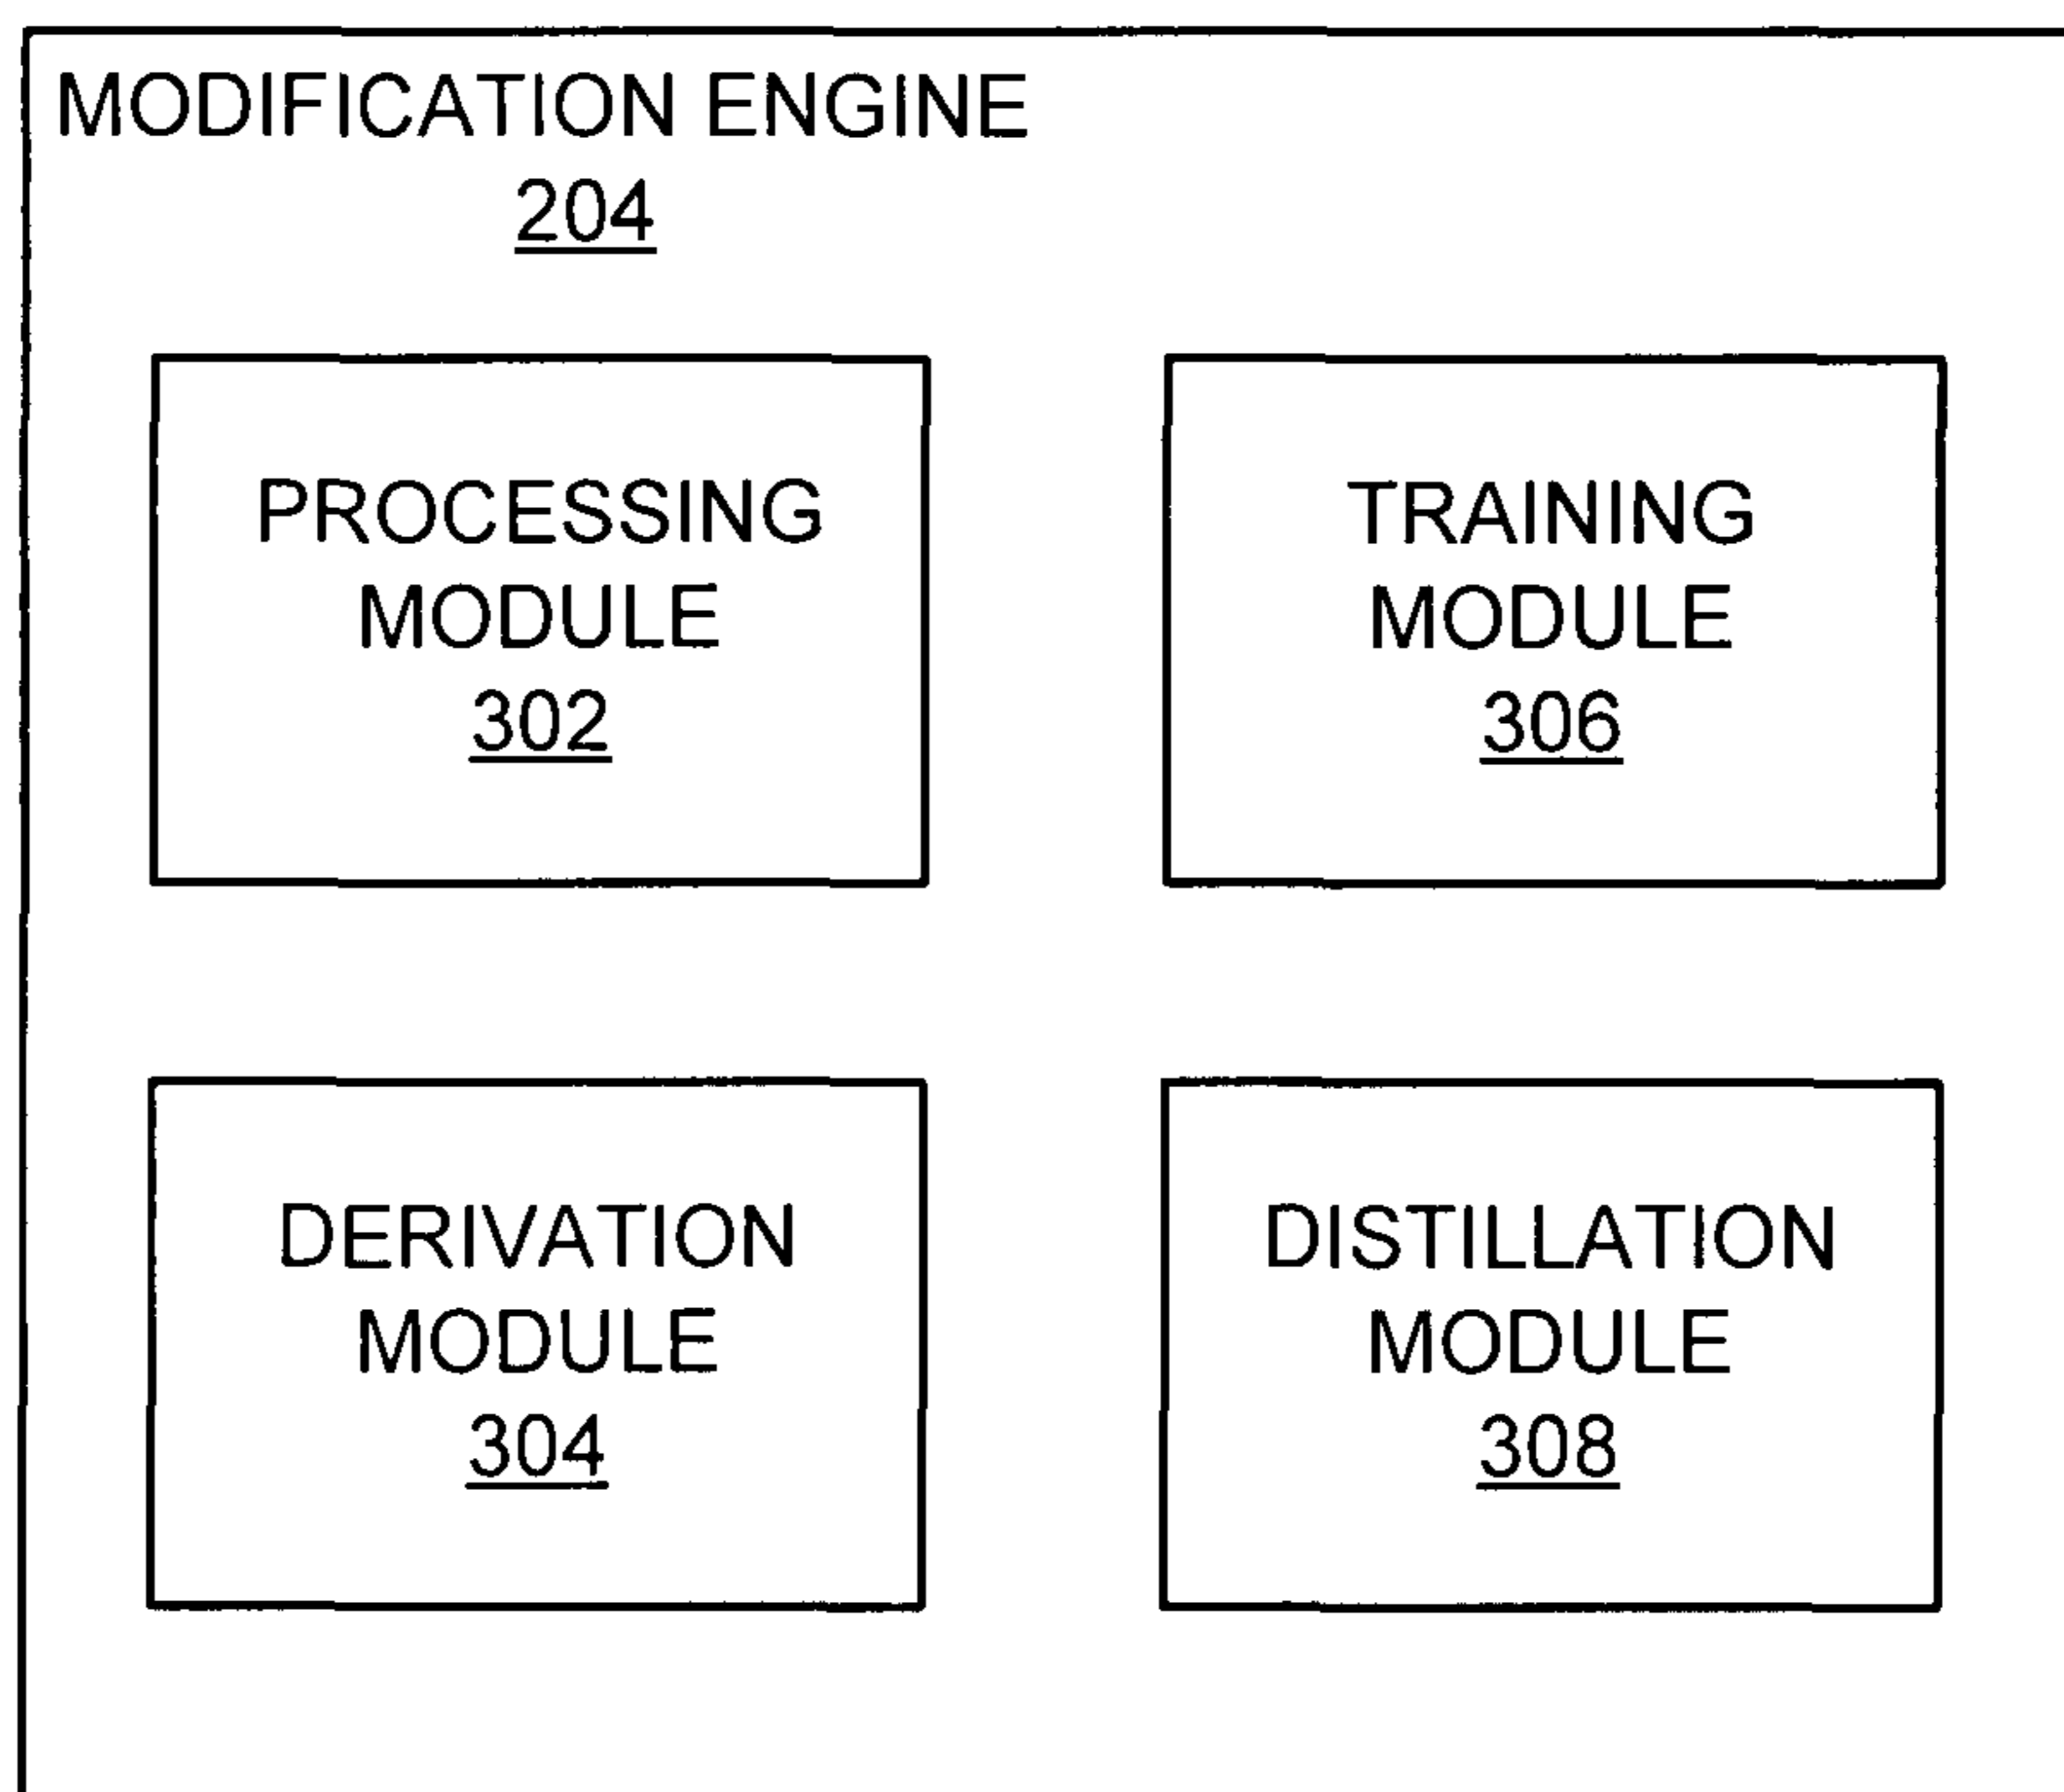 MODIFICATION ENGINE
204
PROCESSING
MODULE
302
TRAINING
MODULE
306
DERIVATION
MODULE
304
DISTILLATION
MODULE
308